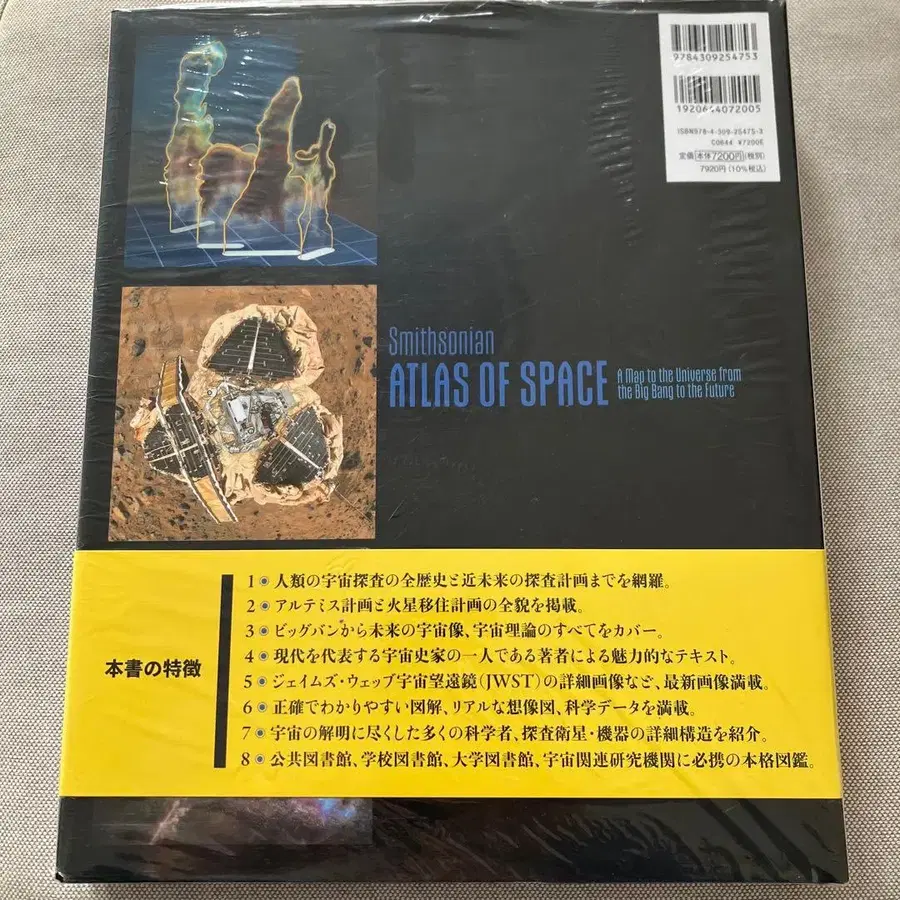 9784309254753
1920644072005
ISBN978-4-309-25475-3
C0644 ¥7200E
定価 本体7200円(税別)
7920円(10%税込)
Smithsonian
ATLAS OF SPACE
A Map to the Universe from
the Big Bang to the Future
本書の特徴
1◉人類の宇宙探査の全歴史と近未来の探査計画までを網羅。
2◉アルテミス計画と火星移住計画の全貌を掲載。
3◉ビッグバンから未来の宇宙像、宇宙理論のすべてをカバー。
4◉現代を代表する宇宙史家の一人である著者による魅力的なテキスト。
5◉ジェイムズ・ウェッブ宇宙望遠鏡(JWST)の詳細画像など、最新画像満載。
6◉正確でわかりやすい図解、リアルな想像図、科学データを満載。
7◉宇宙の解明に尽くした多くの科学者、探査衛星・機器の詳細構造を紹介。
8◉公共図書館、学校図書館、大学図書館、宇宙関連研究機関に必携の本格図鑑。